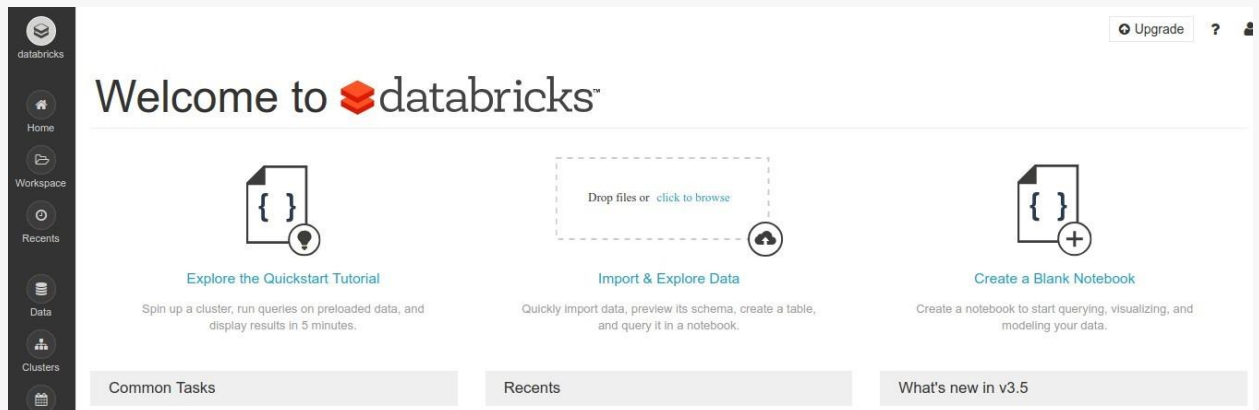 databricks
Home
Workspace
Recents
Data
Clusters
Upgrade ?
Welcome to databricks™
{ }
Explore the Quickstart Tutorial
Spin up a cluster, run queries on preloaded data, and
display results in 5 minutes.
Drop files or click to browse
Import & Explore Data
Quickly import data, preview its schema, create a table,
and query it in a notebook.
{ }
Create a Blank Notebook
Create a notebook to start querying, visualizing, and
modeling your data.
Common Tasks
Recents
What's new in v3.5